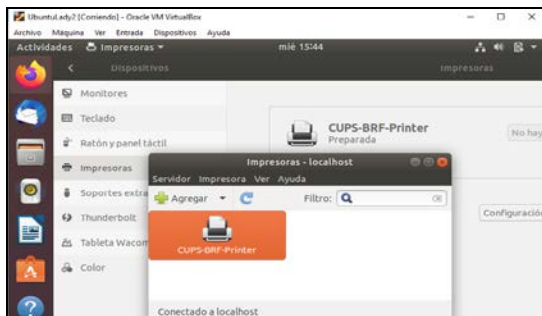 UbuntuLady2 [Corriendo] - Oracle VM VirtualBox
Archivo Máquina Ver Entrada Dispositivos Ayuda
Actividades Impresoras mié 15:44
Dispositivos Impresoras
Monitores
Teclado
Ratón y panel táctil
Impresoras
Soportes extra
Thunderbolt
Tableta Wacom
Color
CUPS-BRF-Printer
Preparada
No hay
Configuració
Impresoras - localhost
Servidor Impresora Ver Ayuda
Agregar Filtro:
CUPS-BRF-Printer
Conectado a localhost